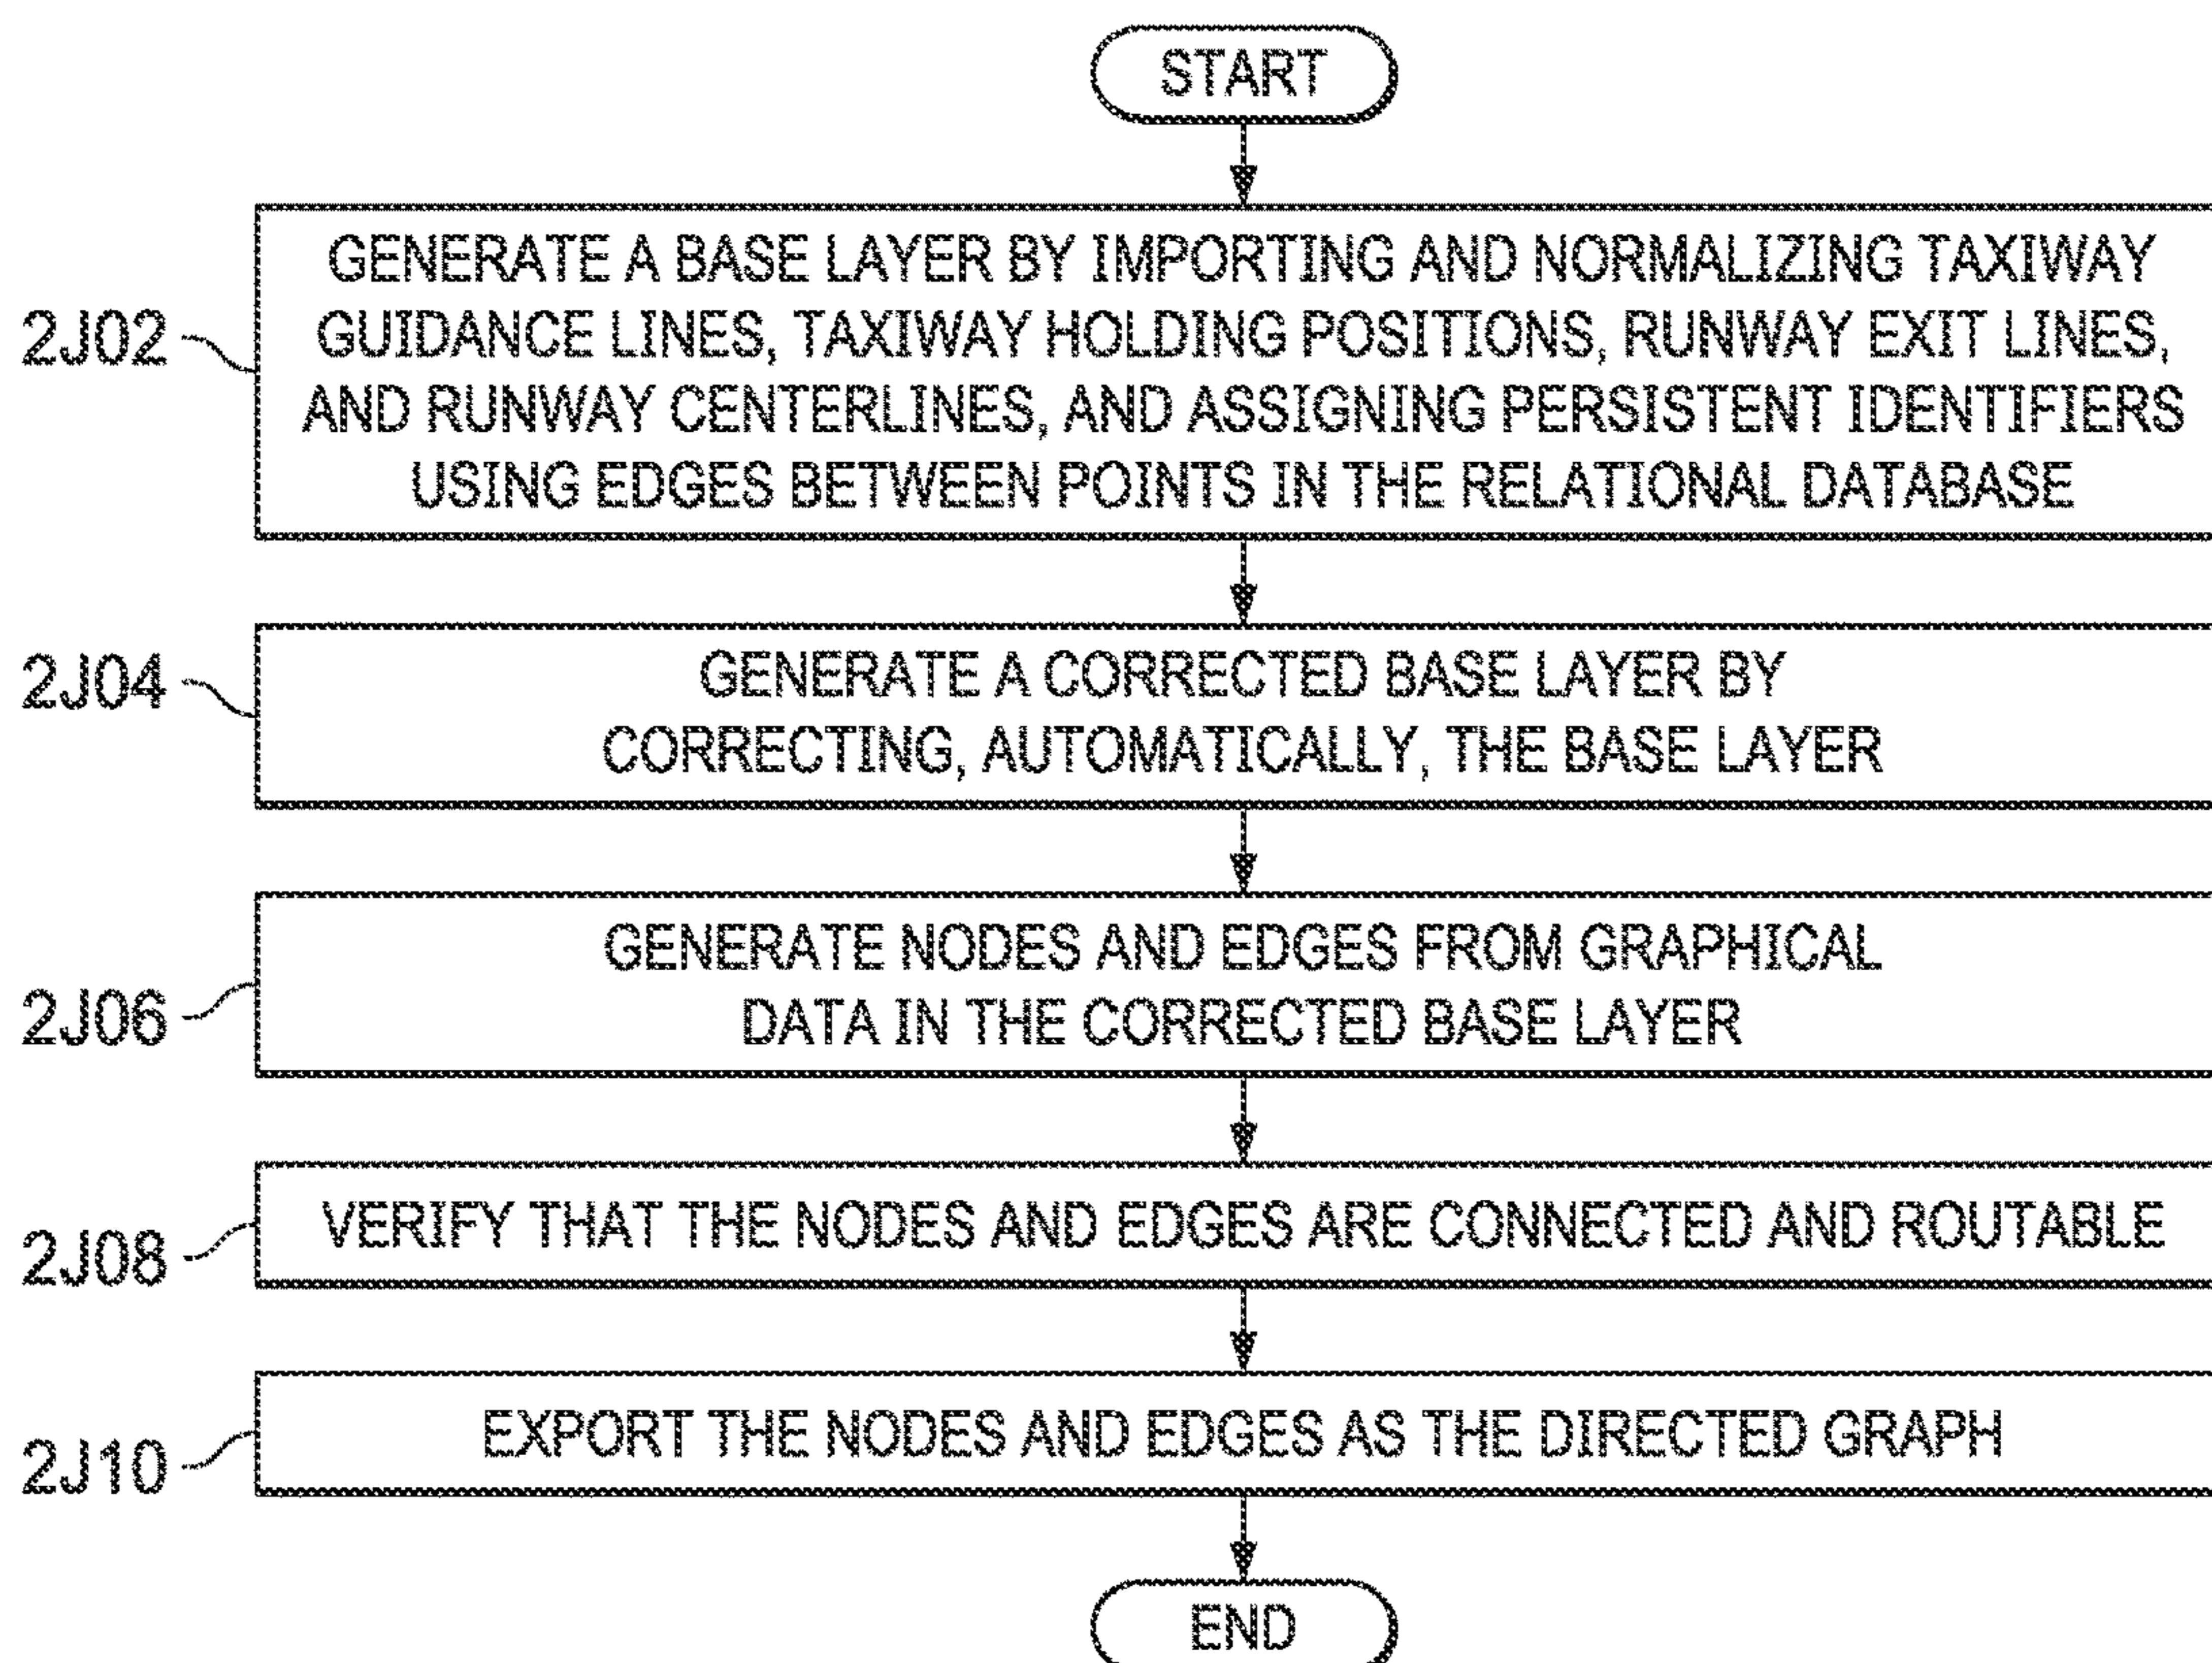 START
GENERATE A BASE LAYER BY IMPORTING AND NORMALIZING TAXIWAY
GUIDANCE LINES, TAXIWAY HOLDING POSITIONS, RUNWAY EXIT LINES,
AND RUNWAY CENTERLINES, AND ASSIGNING PERSISTENT IDENTIFIERS
USING EDGES BETWEEN POINTS IN THE RELATIONAL DATABASE
2J02
GENERATE A CORRECTED BASE LAYER BY
CORRECTING, AUTOMATICALLY, THE BASE LAYER
2J04
GENERATE NODES AND EDGES FROM GRAPHICAL
DATA IN THE CORRECTED BASE LAYER
2J06
VERIFY THAT THE NODES AND EDGES ARE CONNECTED AND ROUTABLE
2J08
EXPORT THE NODES AND EDGES AS THE DIRECTED GRAPH
2J10
END